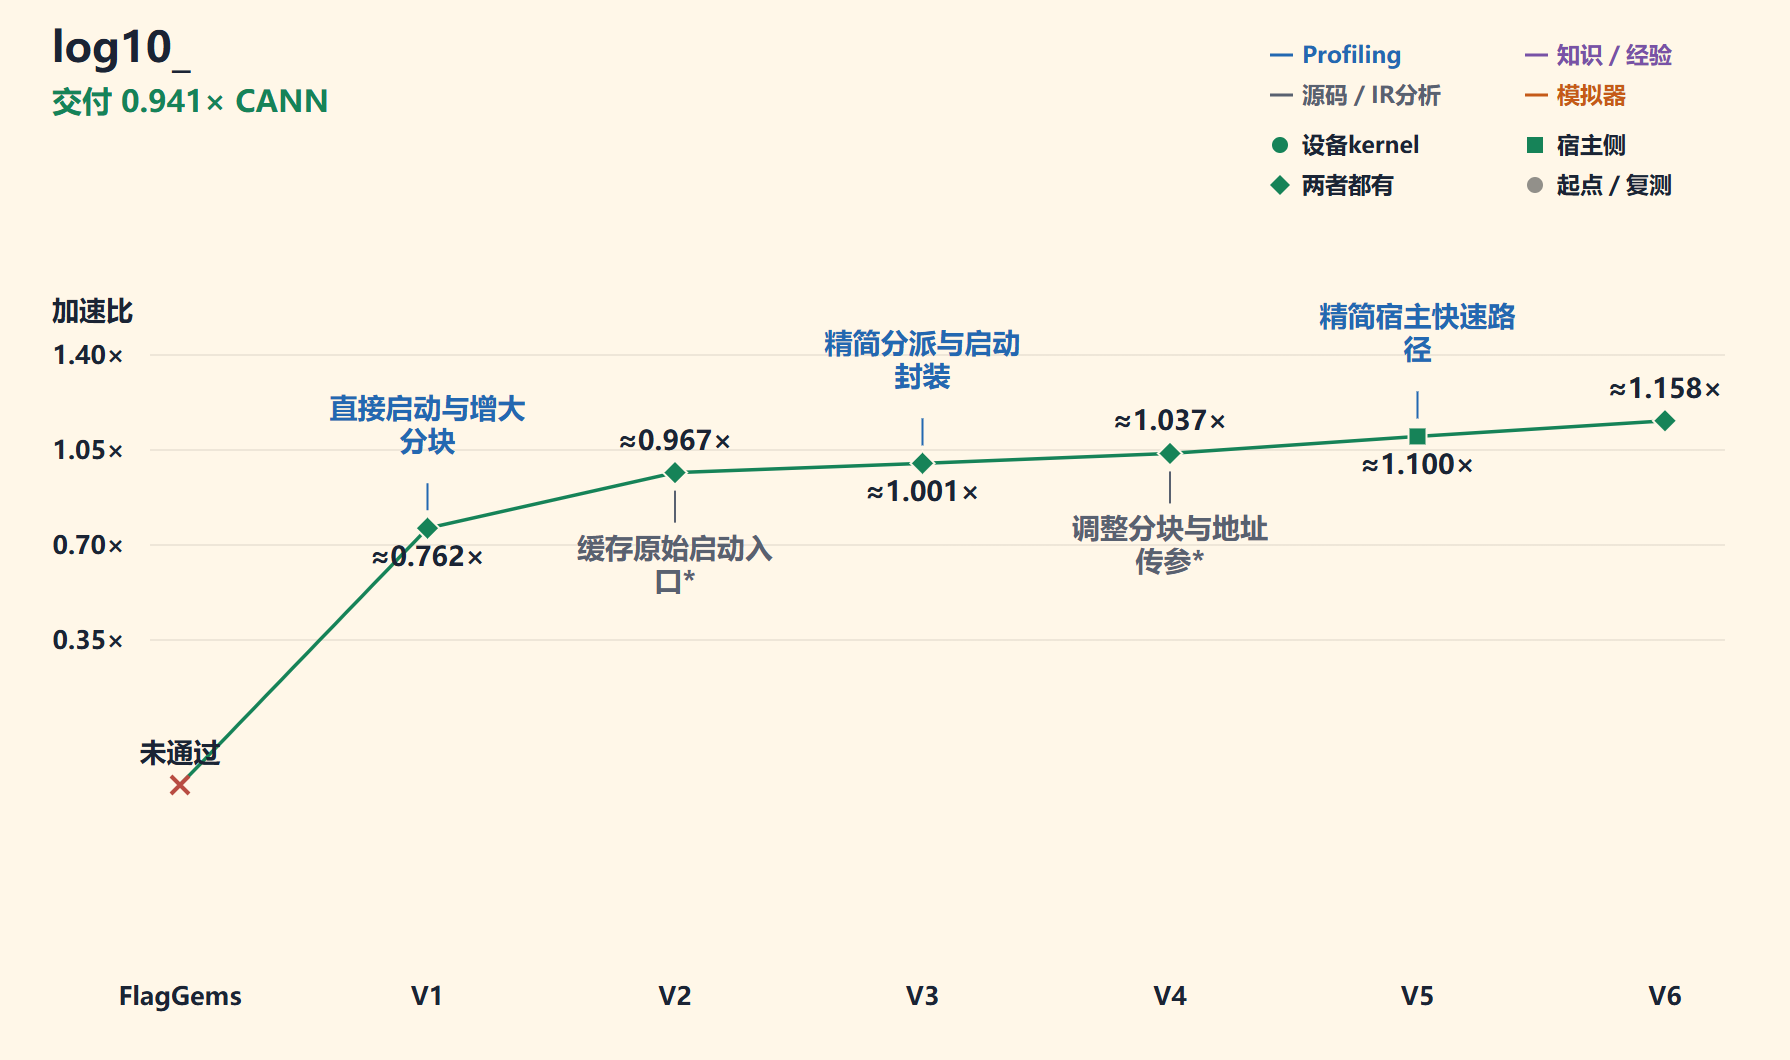 log10_
交付 0.941× CANN
Profiling
知识 / 经验
源码 / IR分析
模拟器
设备kernel
宿主侧
两者都有
起点 / 复测
加速比
1.40×
1.05×
0.70×
0.35×
未通过
直接启动与增大
分块
≈0.762×
≈0.967×
缓存原始启动入
口*
精简分派与启动
封装
≈1.001×
≈1.037×
调整分块与地址
传参*
精简宿主快速路
径
≈1.100×
≈1.158×
FlagGems
V1
V2
V3
V4
V5
V6